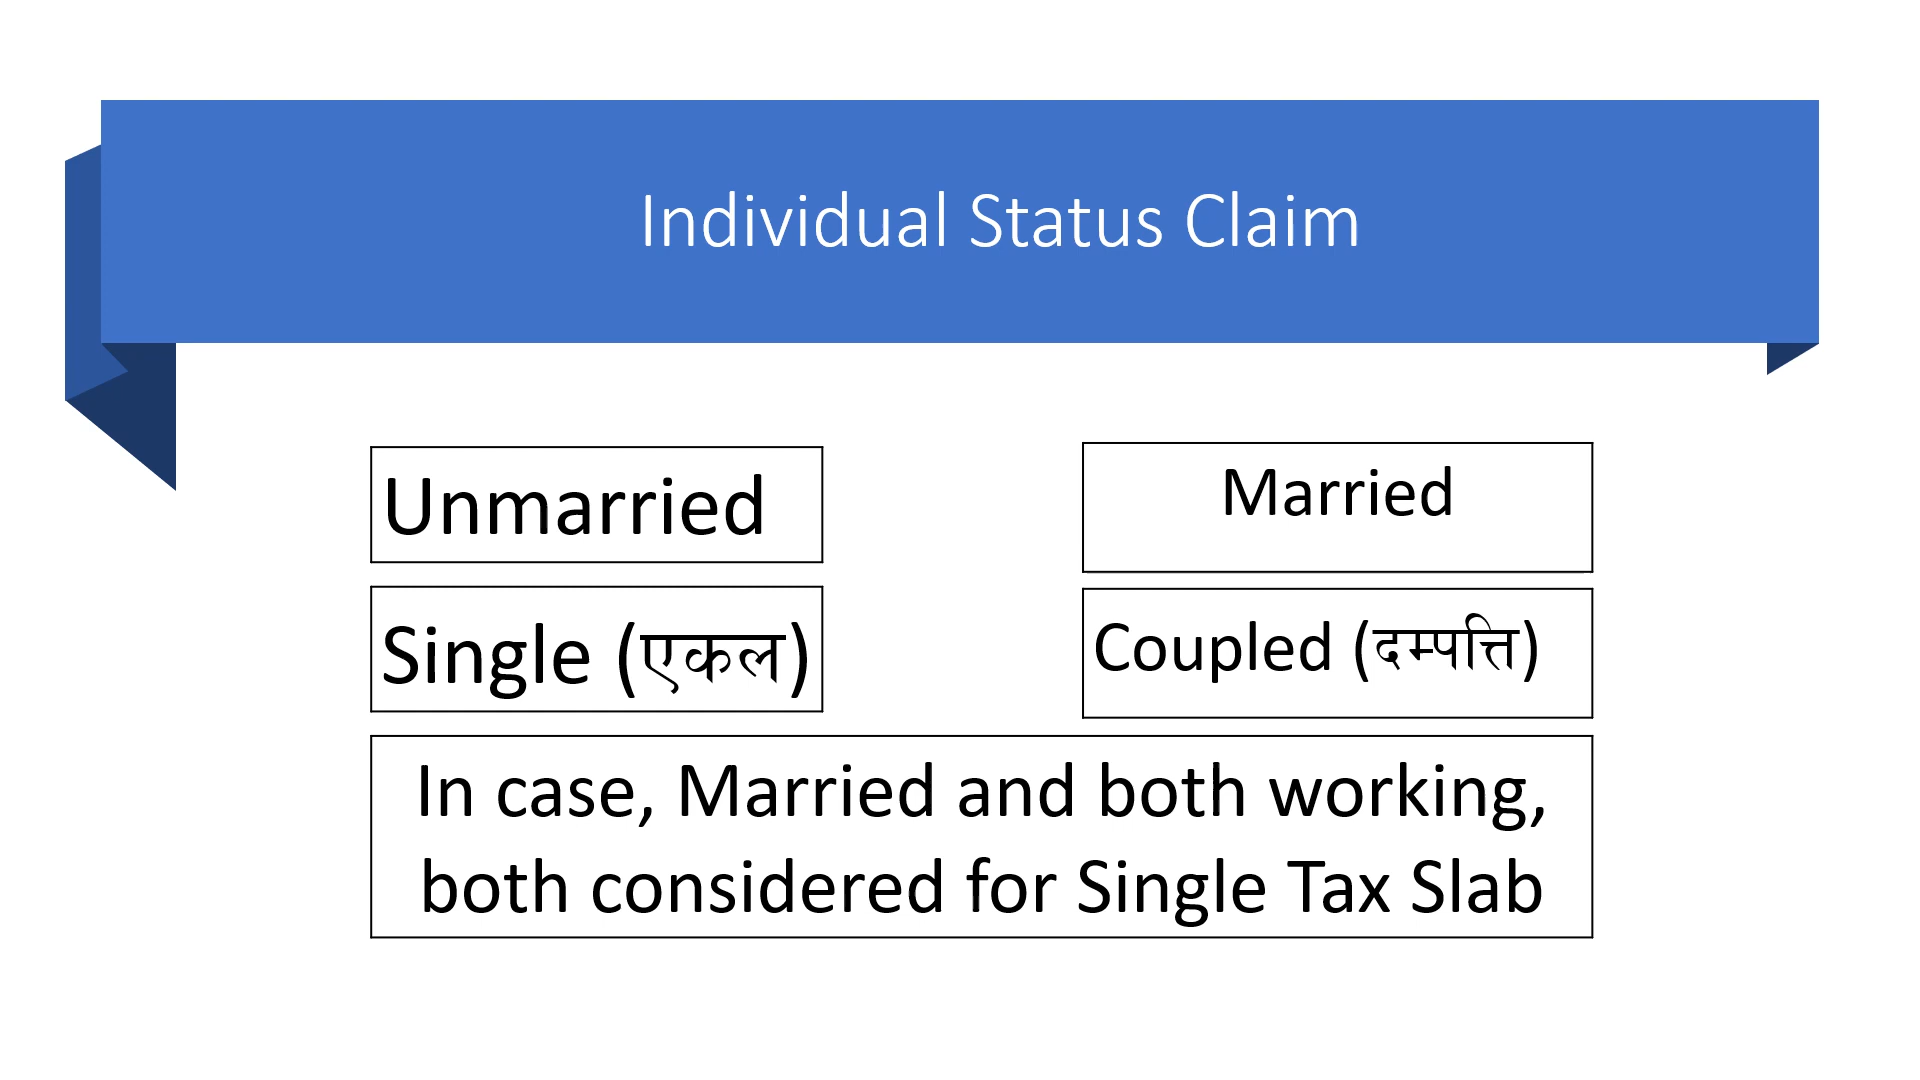 Individual Status Claim
Unmarried
Married
Single (एकल)
Coupled (दम्पत्ति)
In case, Married and both working,
both considered for Single Tax Slab